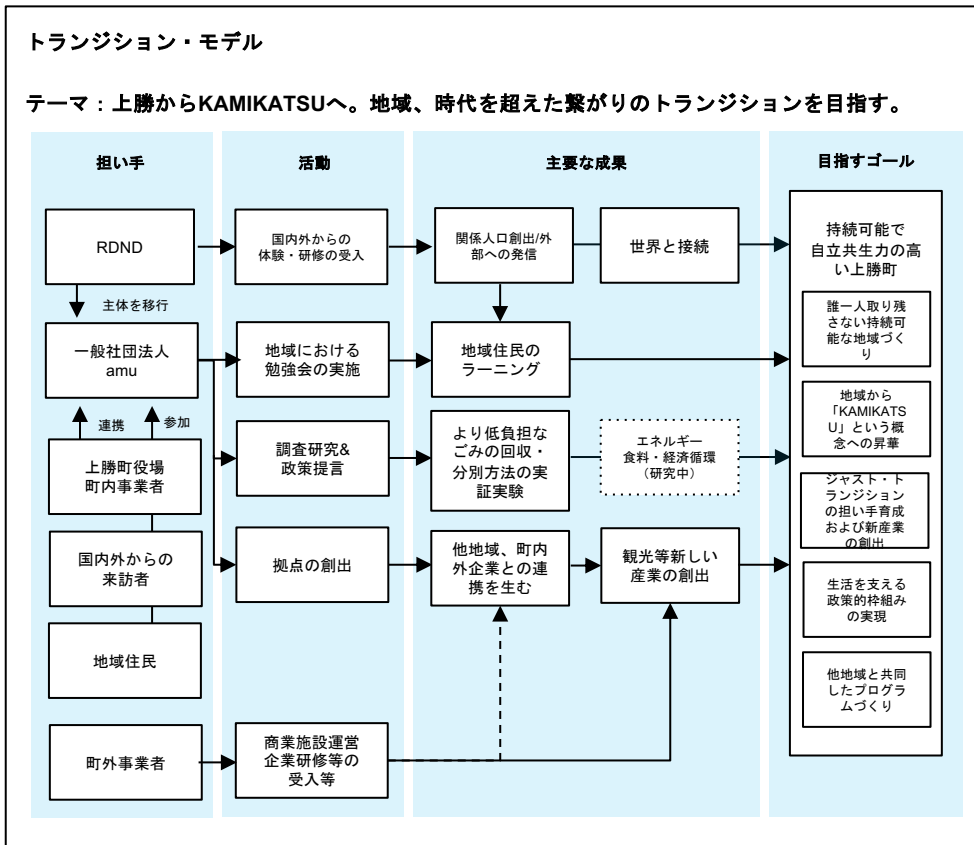 トランジション・モデル
テーマ：上勝からKAMIKATSUへ。地域、時代を超えた繋がりのトランジションを目指す。
担い手
活動
主要な成果
目指すゴール
RDND
国内外からの
体験・研修の受入
関係人口創出/外
部への発信
世界と接続
持続可能で
自立共生力の高
い上勝町
主体を移行
一般社団法人
amu
地域における
勉強会の実施
地域住民の
ラーニング
誰一人取り残
さない持続可
能な地域づく
り
連携
参加
上勝町役場
町内事業者
調査研究&
政策提言
より低負担な
ごみの回収・
分別方法の実
証実験
エネルギー
食料・経済循環
（研究中）
地域から
「KAMIKATS
U」という概
念への昇華
国内外からの
来訪者
拠点の創出
他地域、町内
外企業との連
携を生む
観光等新しい
産業の創出
ジャスト・ト
ランジション
の担い手育成
および新産業
の創出
地域住民
生活を支える
政策的枠組み
の実現
他地域と共同
したプログラ
ムづくり
町外事業者
商業施設運営
企業研修等の
受入等